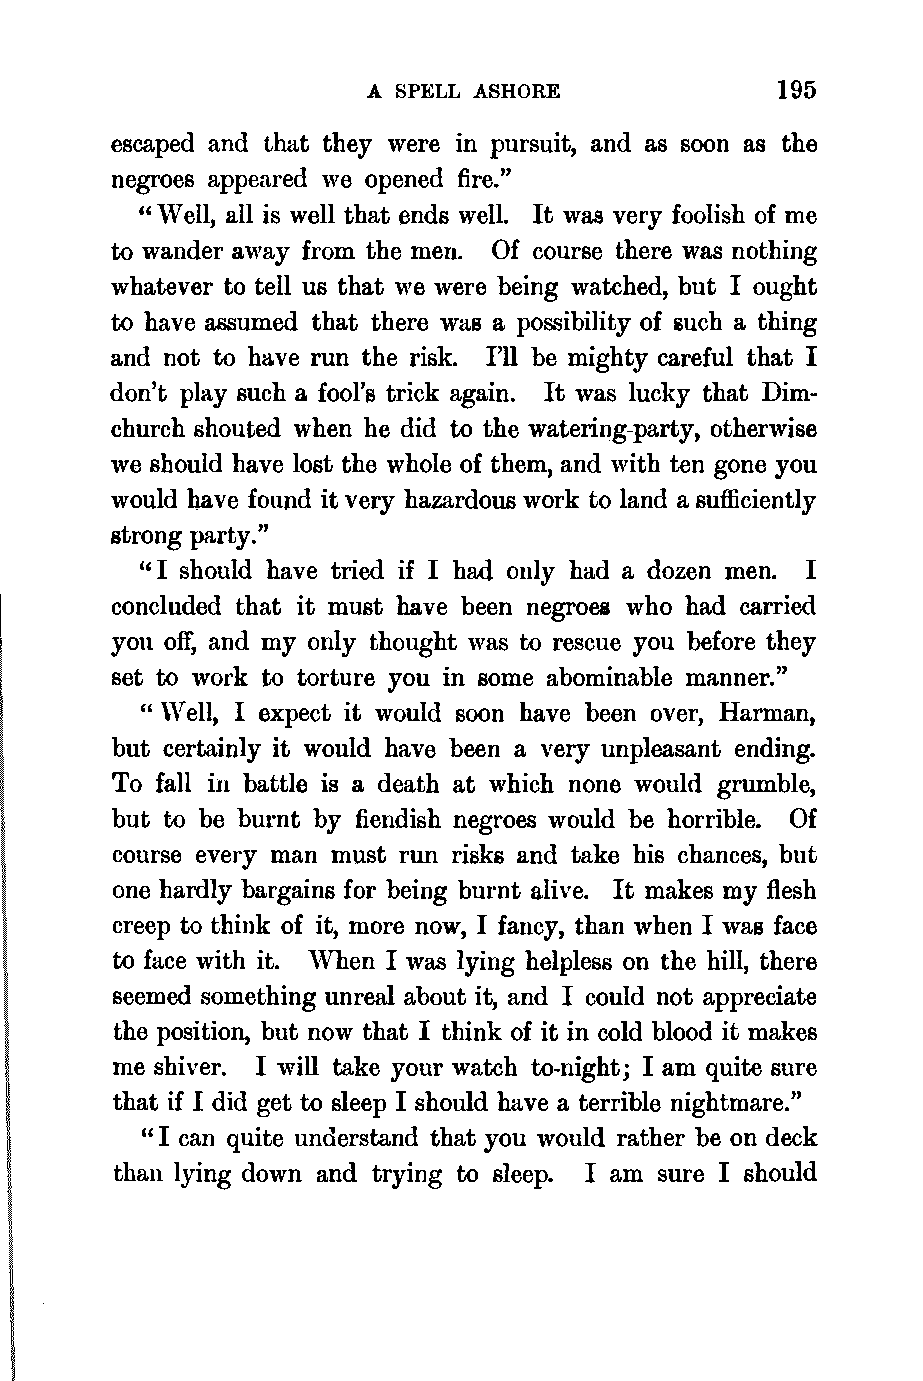 A SPELL ASHORE 195
escaped and that they were in pursuit, and as soon as the
negroes appeared we opened fire.”
“Well, all is well that ends well. It was very foolish of me
to wander away from the men. Of course there was nothing
whatever to tell us that we were being watched, but I ought
to have assumed that there was a possibility of such a thing
and not to have run the risk. I’ll be mighty careful that I
don’t play such a fool’s trick again. It was lucky that Dim-
church shouted when he did to the watering-party, otherwise
we should have lost the whole of them, and with ten gone you
would have found it very hazardous work to land a sufficiently
strong party.”
“I should have tried if I had only had a dozen men. I
concluded that it must have been negroes who had carried
you off, and my only thought was to rescue you before they
set to work to torture you in some abominable manner.”
“Well, I expect it would soon have been over, Harman,
but certainly it would have been a very unpleasant ending.
To fall in battle is a death at which none would grumble,
but to be burnt by fiendish negroes would be horrible. Of
course every man must run risks and take his chances, but
one hardly bargains for being burnt alive. It makes my flesh
creep to think of it, more now, I fancy, than when I was face
to face with it. When I was lying helpless on the hill, there
seemed something unreal about it, and I could not appreciate
the position, but now that I think of it in cold blood it makes
me shiver. I will take your watch to-night; I am quite sure
that if I did get to sleep I should have a terrible nightmare.”
“I can quite understand that you would rather be on deck
than lying down and trying to sleep. I am sure I should